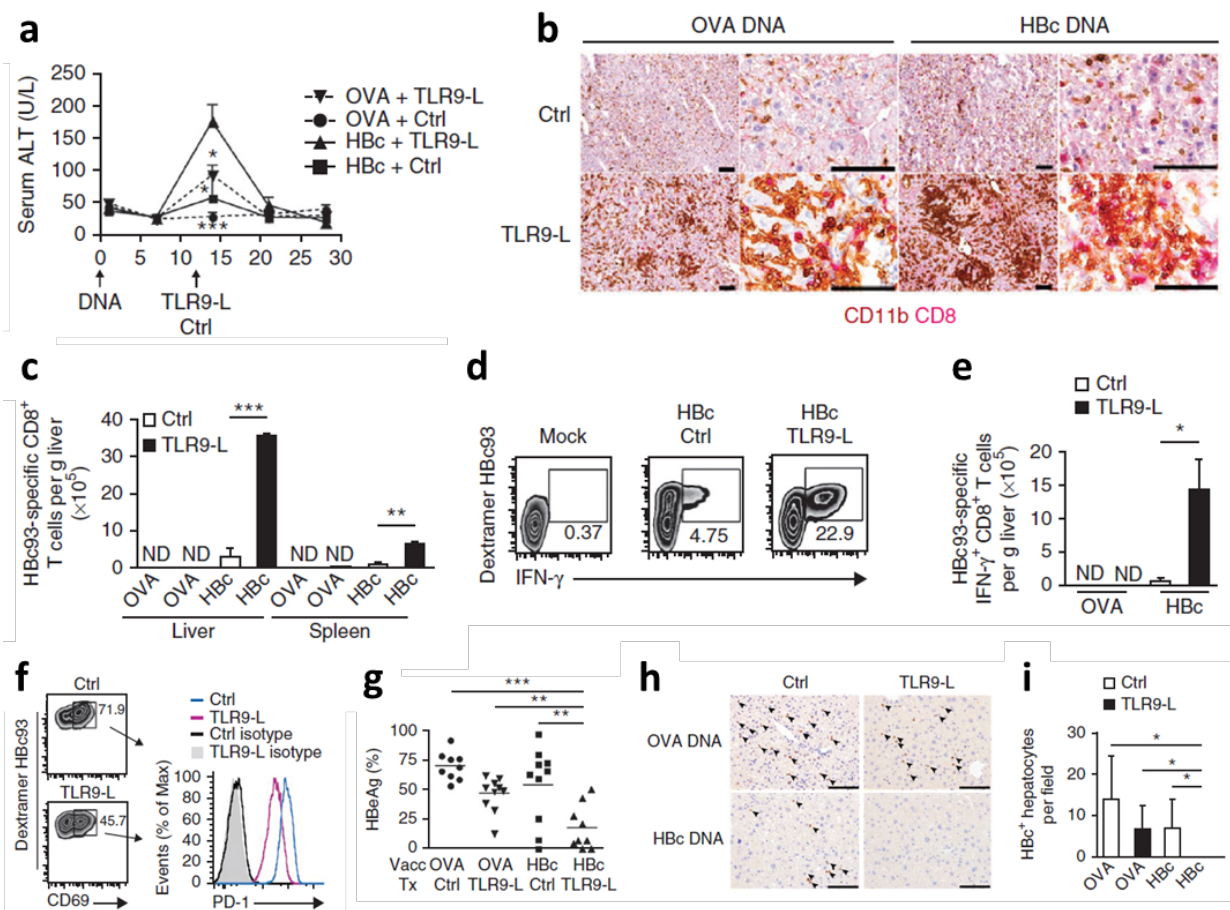 a
Serum ALT (U/L)
250
200
150
100
50
0
0 5 10 15 20 25 30
*
*
***
DNA
TLR9-L
Ctrl
OVA + TLR9-L
OVA + Ctrl
HBc + TLR9-L
HBc + Ctrl
b
OVA DNA HBc DNA
Ctrl
TLR9-L
CD11b CD8
c
HBc93-specific CD8+
T cells per g liver
(×10^5)
40
30
20
10
0
Ctrl
TLR9-L
***
**
ND ND ND ND
OVA OVA HBc HBc OVA OVA HBc HBc
Liver Spleen
d
Dextramer HBc93
Mock
HBc
Ctrl
HBc
TLR9-L
0.37 4.75 22.9
IFN-γ
e
Ctrl
TLR9-L
HBc93-specific
IFN-γ+ CD8+ T cells
per g liver (×10^5)
20
15
10
5
0
*
ND ND
OVA HBc
f
Dextramer HBc93
Ctrl
71.9
TLR9-L
45.7
CD69
Ctrl
TLR9-L
Ctrl isotype
TLR9-L isotype
Events (% of Max)
100
80
60
40
20
0
PD-1
g
***
**
**
HBeAg (%)
100
75
50
25
0
Vacc OVA OVA HBc HBc
Tx Ctrl TLR9-L Ctrl TLR9-L
h
Ctrl TLR9-L
OVA DNA
HBc DNA
i
Ctrl
TLR9-L
HBc+ hepatocytes
per field
30
20
10
0
*
*
*
OVA OVA HBc HBc